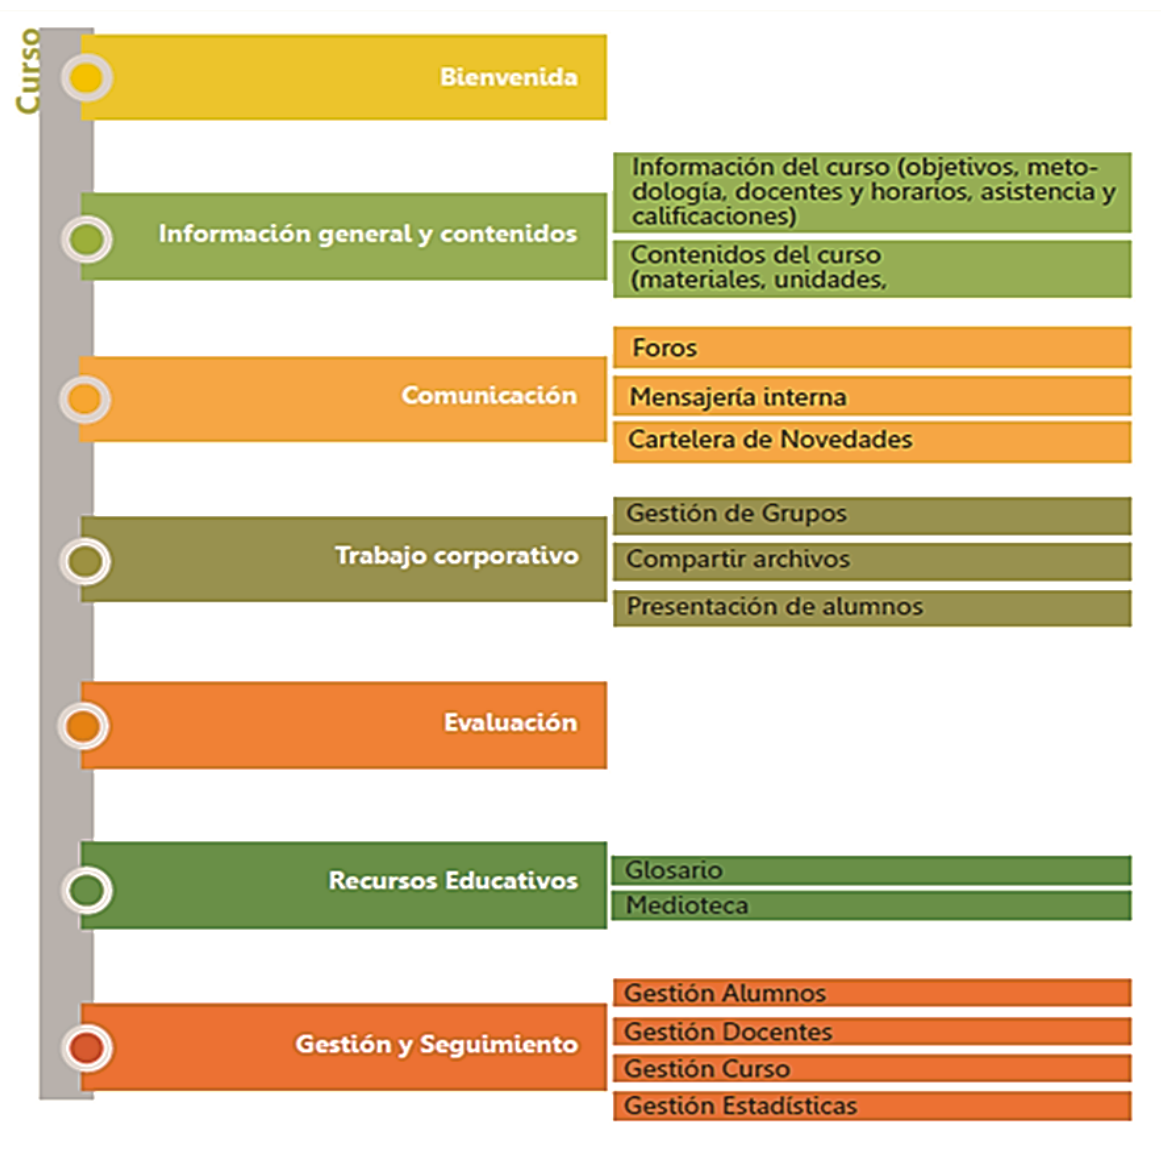 Curso
Bienvenida
Información general y contenidos
Información del curso (objetivos, meto-
dología, docentes y horarios, asistencia y
calificaciones)
Contenidos del curso
(materiales, unidades,
Comunicación
Foros
Mensajería interna
Cartelera de Novedades
Trabajo corporativo
Gestión de Grupos
Compartir archivos
Presentación de alumnos
Evaluación
Recursos Educativos
Glosario
Medioteca
Gestión y Seguimiento
Gestión Alumnos
Gestión Docentes
Gestión Curso
Gestión Estadísticas